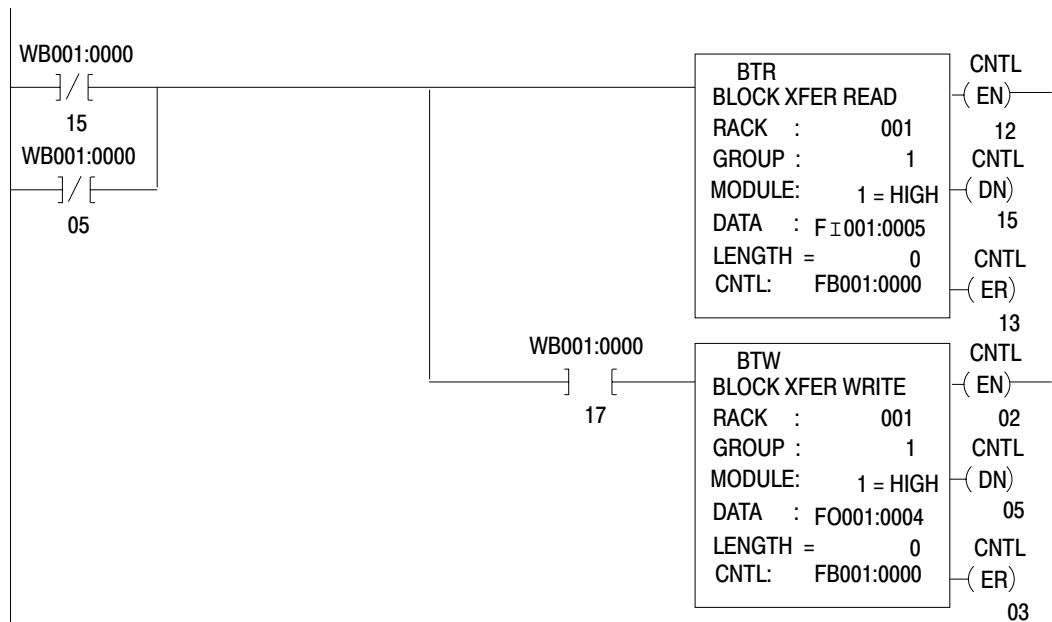 WB001:0000
15
WB001:0000
05
BTR
BLOCK XFER READ
RACK : 001
GROUP : 1
MODULE: 1 = HIGH
DATA : FI001:0005
LENGTH = 0
CNTL: FB001:0000
CNTL
EN
12
CNTL
DN
15
CNTL
ER
13
WB001:0000
17
BTW
BLOCK XFER WRITE
RACK : 001
GROUP : 1
MODULE: 1 = HIGH
DATA : FO001:0004
LENGTH = 0
CNTL: FB001:0000
CNTL
EN
02
CNTL
DN
05
CNTL
ER
03